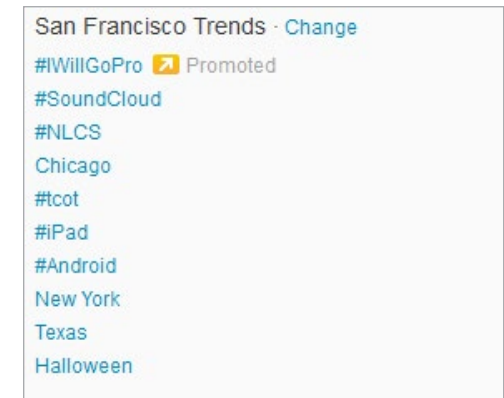 San Francisco Trends · Change
#IWillGoPro Promoted
#SoundCloud
#NLCS
Chicago
#tcot
#iPad
#Android
New York
Texas
Halloween